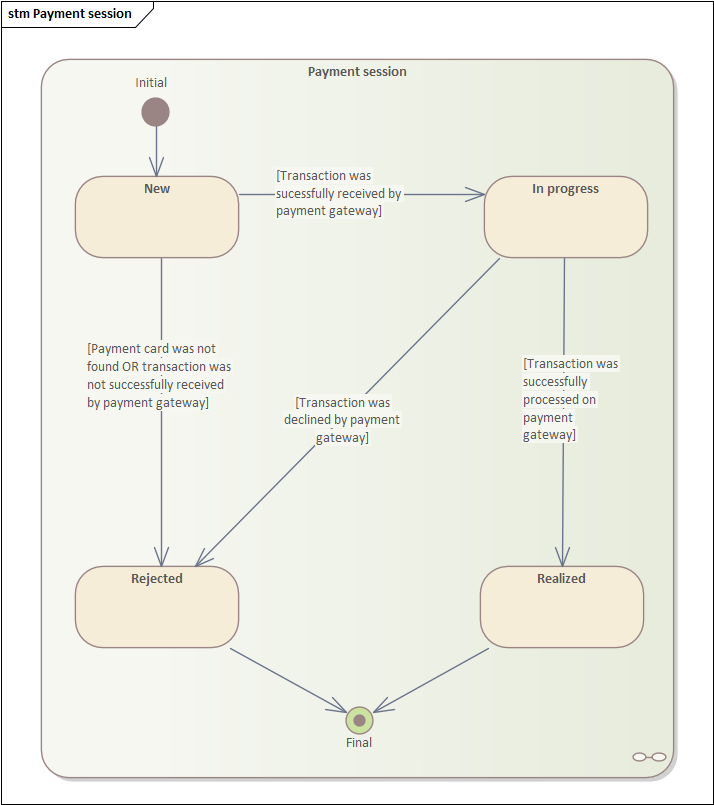 stm Payment session
Payment session
Initial
New
[Transaction was
sucessfully received by
payment gateway]
In progress
[Payment card was not
found OR transaction was
not successfully received
by payment gateway]
[Transaction was
declined by payment
gateway]
[Transaction was
successfully
processed on
payment
gateway]
Rejected
Realized
Final